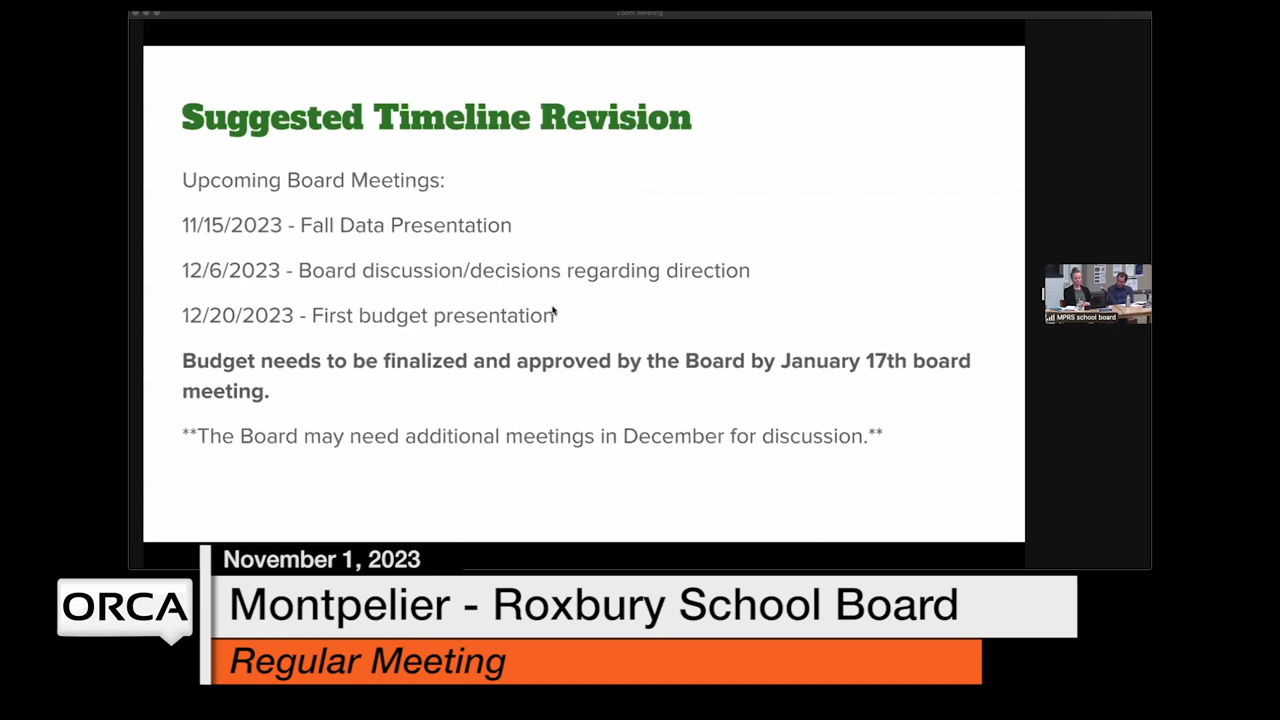 Zoom Meeting
Suggested Timeline Revision
Upcoming Board Meetings:
11/15/2023 - Fall Data Presentation
12/6/2023 - Board discussion/decisions regarding direction
12/20/2023 - First budget presentation
Budget needs to be finalized and approved by the Board by January 17th board
meeting.
**The Board may need additional meetings in December for discussion.**
MPRS school board
November 1, 2023
ORCA
Montpelier - Roxbury School Board
Regular Meeting